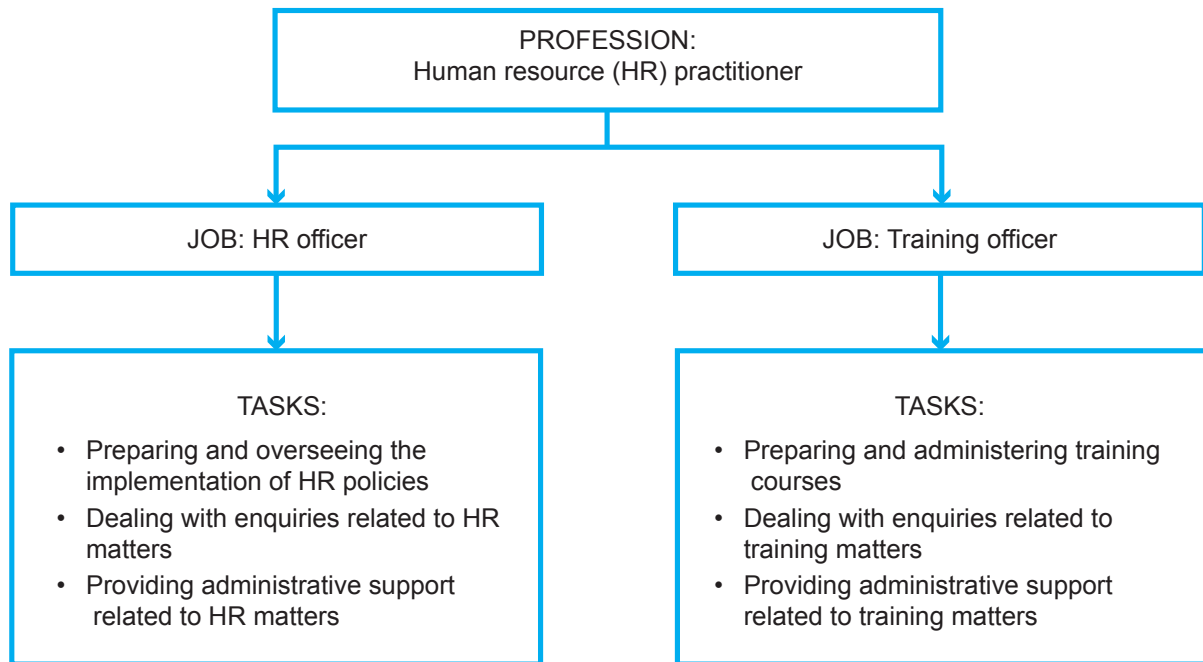 PROFESSION:
Human resource (HR) practitioner
JOB: HR officer
JOB: Training officer
TASKS:
• Preparing and overseeing the
implementation of HR policies
• Dealing with enquiries related to HR
matters
• Providing administrative support
related to HR matters
TASKS:
• Preparing and administering training
courses
• Dealing with enquiries related to
training matters
• Providing administrative support
related to training matters